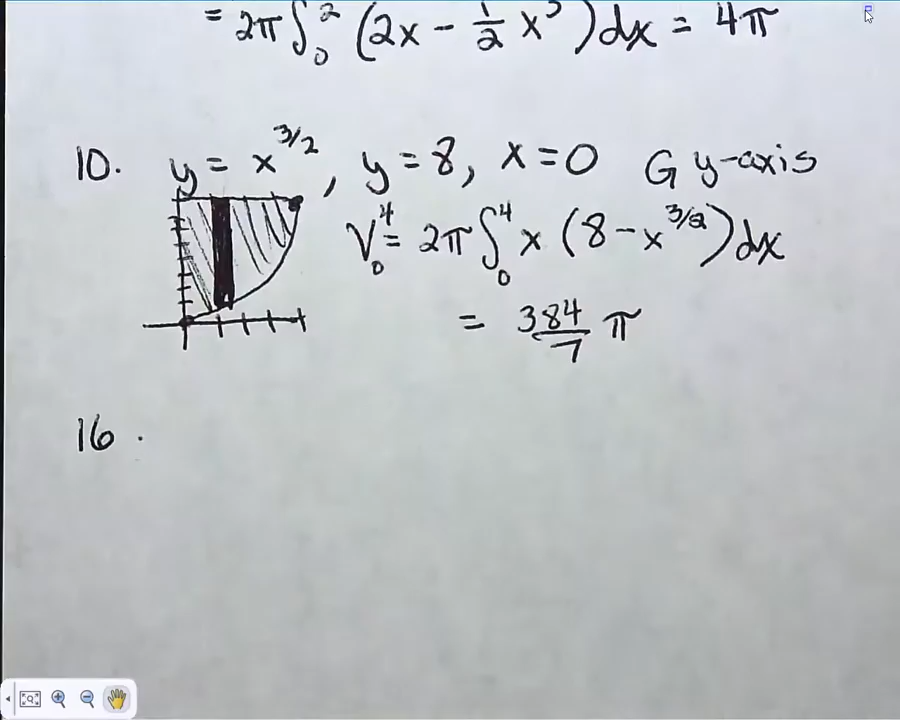 = 2π∫₀² (2x - 1/2 x³) dx = 4π
10. y = x^3/2, y = 8, x = 0 G y-axis
V₀⁴ = 2π∫₀⁴ x (8 - x^3/2) dx
= 384/7 π
16.